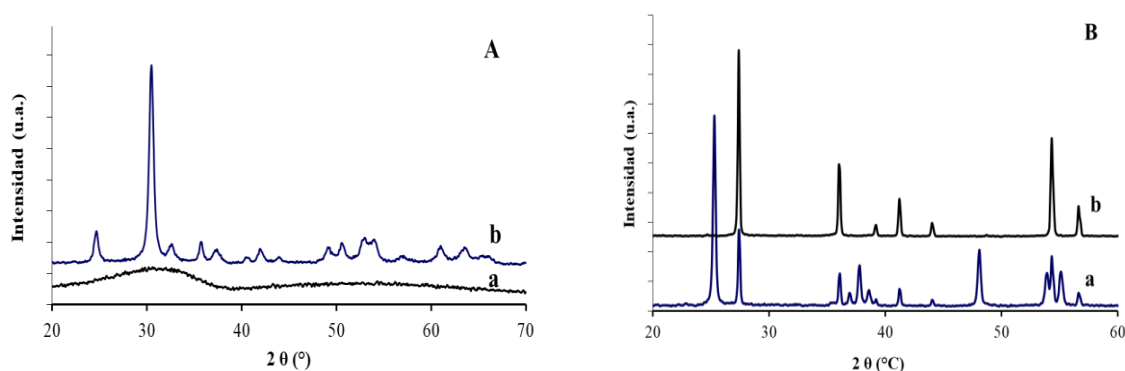 A
Intensidad (u.a.)
b
a
20 30 40 50 60 70
2 θ (°)
B
Intensidad (u.a.)
b
a
20 30 40 50 60
2 θ (°C)